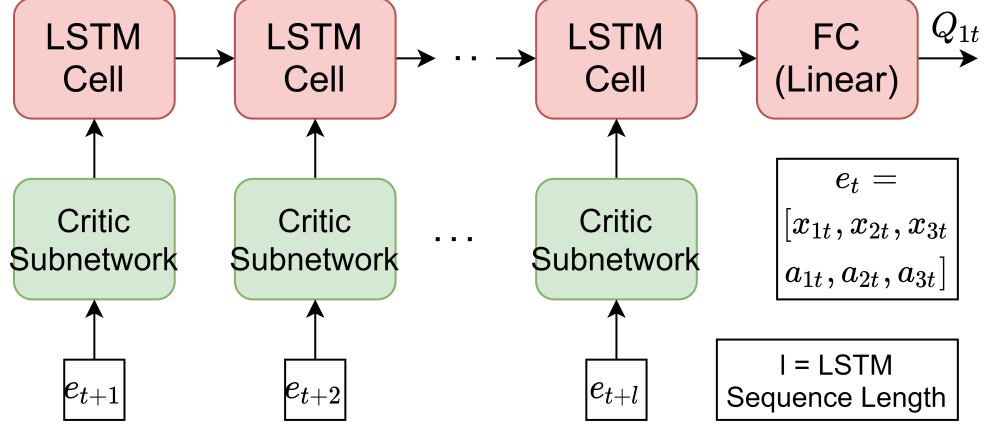 LSTM
Cell
LSTM
Cell
. .
LSTM
Cell
FC
(Linear)
Q_{1t}
Critic
Subnetwork
Critic
Subnetwork
. . .
Critic
Subnetwork
e_t =
[x_{1t}, x_{2t}, x_{3t}
a_{1t}, a_{2t}, a_{3t}]
e_{t+1}
e_{t+2}
e_{t+l}
l = LSTM
Sequence Length